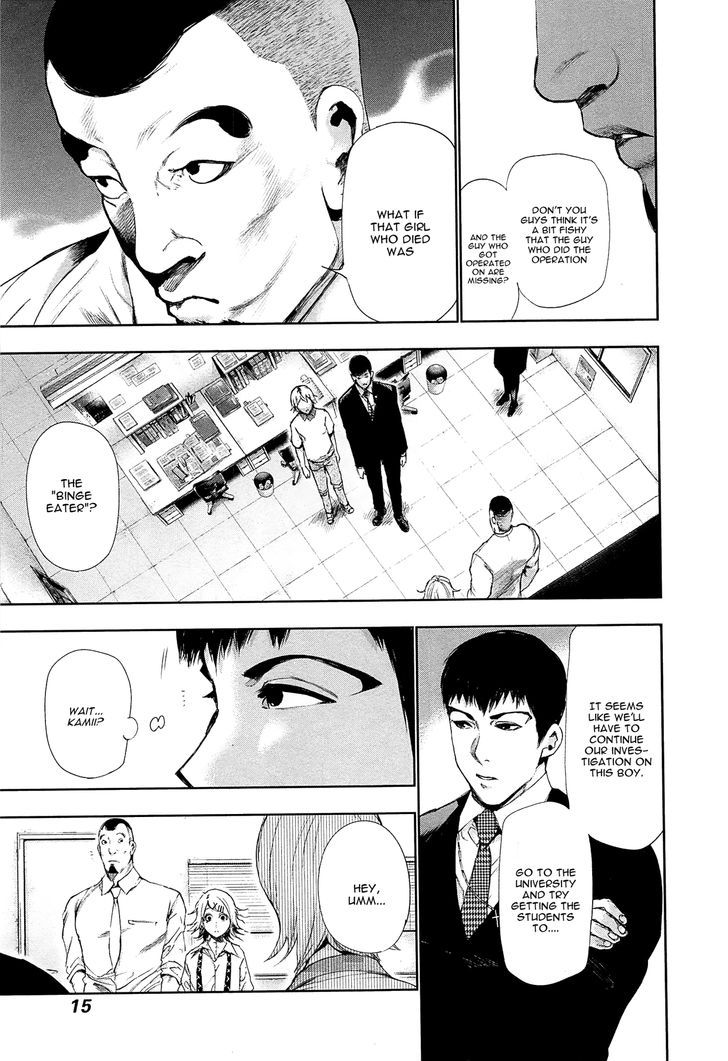 DON'T YOU
GUYS THINK IT'S
A BIT FISHY
THAT THE GUY
WHO DID THE
OPERATION
AND THE
GUY WHO
GOT
OPERATED
ON ARE
MISSING?
WHAT IF
THAT GIRL
WHO DIED
WAS
THE
"BINGE
EATER"?
IT SEEMS
LIKE WE'LL
HAVE TO
CONTINUE
OUR INVES-
TIGATION ON
THIS BOY.
GO TO THE
UNIVERSITY
AND TRY
GETTING THE
STUDENTS
TO....
WAIT...
KAMII?
HEY,
UMM...
15